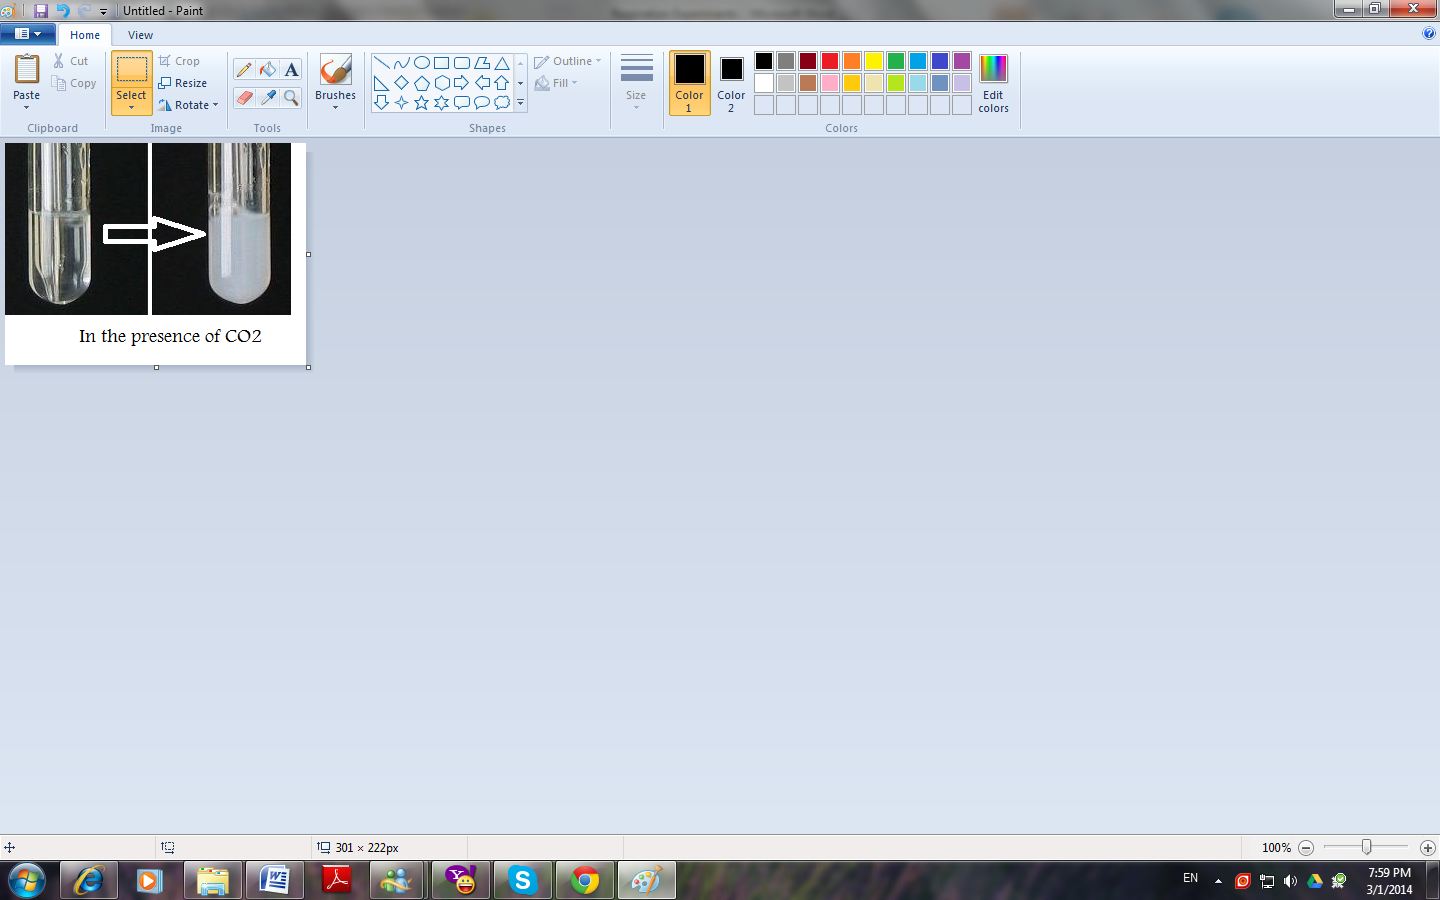 Untitled - Paint
Home View
Paste
Cut
Copy
Clipboard
Select
Crop
Resize
Rotate
Image
A
Tools
Brushes
Shapes
Outline
Fill
Size
Color 1
Color 2
Edit colors
Colors
In the presence of CO2
301 × 222px
100%
EN
7:59 PM
3/1/2014